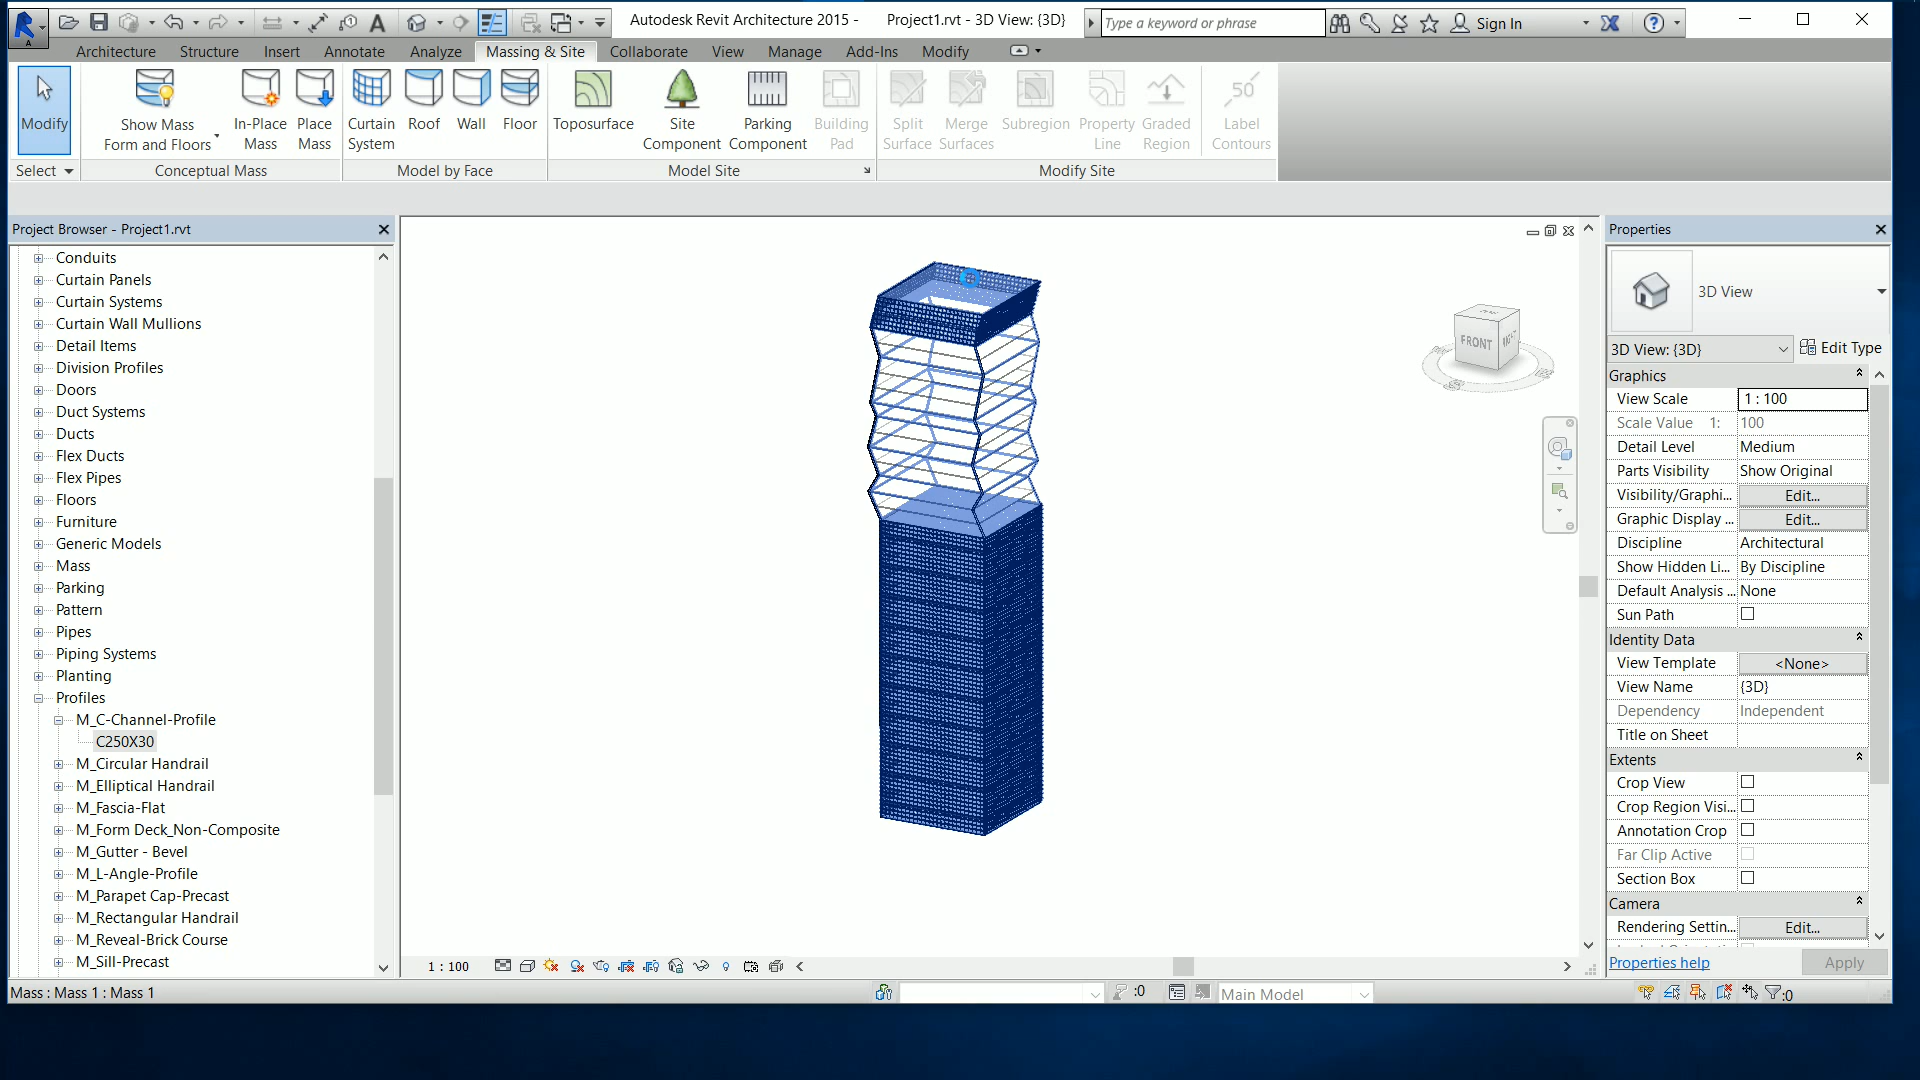 Autodesk Revit Architecture 2015 - Project1.rvt - 3D View: {3D}
Type a keyword or phrase
Sign In
Architecture Structure Insert Annotate Analyze Massing & Site Collaborate View Manage Add-Ins Modify
Modify
Show Mass Form and Floors
In-Place Mass
Place Mass
Curtain System
Roof
Wall
Floor
Toposurface
Site Component
Parking Component
Building Pad
Split Surface
Merge Surfaces
Subregion
Property Line
Graded Region
50
Label Contours
Select
Conceptual Mass
Model by Face
Model Site
Modify Site
Project Browser - Project1.rvt
Conduits
Curtain Panels
Curtain Systems
Curtain Wall Mullions
Detail Items
Division Profiles
Doors
Duct Systems
Ducts
Flex Ducts
Flex Pipes
Floors
Furniture
Generic Models
Mass
Parking
Pattern
Pipes
Piping Systems
Planting
Profiles
M_C-Channel-Profile
C250X30
M_Circular Handrail
M_Elliptical Handrail
M_Fascia-Flat
M_Form Deck_Non-Composite
M_Gutter - Bevel
M_L-Angle-Profile
M_Parapet Cap-Precast
M_Rectangular Handrail
M_Reveal-Brick Course
M_Sill-Precast
FRONT
Properties
3D View
3D View: {3D}
Edit Type
Graphics
View Scale 1 : 100
Scale Value 1: 100
Detail Level Medium
Parts Visibility Show Original
Visibility/Graphi... Edit...
Graphic Display ... Edit...
Discipline Architectural
Show Hidden Li... By Discipline
Default Analysis ... None
Sun Path
Identity Data
View Template <None>
View Name {3D}
Dependency Independent
Title on Sheet
Extents
Crop View
Crop Region Visi...
Annotation Crop
Far Clip Active
Section Box
Camera
Rendering Settin... Edit...
Properties help
Apply
1 : 100
Mass : Mass 1 : Mass 1
:0
Main Model
:0